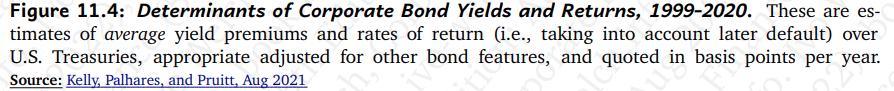 Figure 11.4: Determinants of Corporate Bond Yields and Returns, 1999-2020. These are es-
timates of average yield premiums and rates of return (i.e., taking into account later default) over
U.S. Treasuries, appropriate adjusted for other bond features, and quoted in basis points per year.
Source: Kelly, Palhares, and Pruitt, Aug 2021